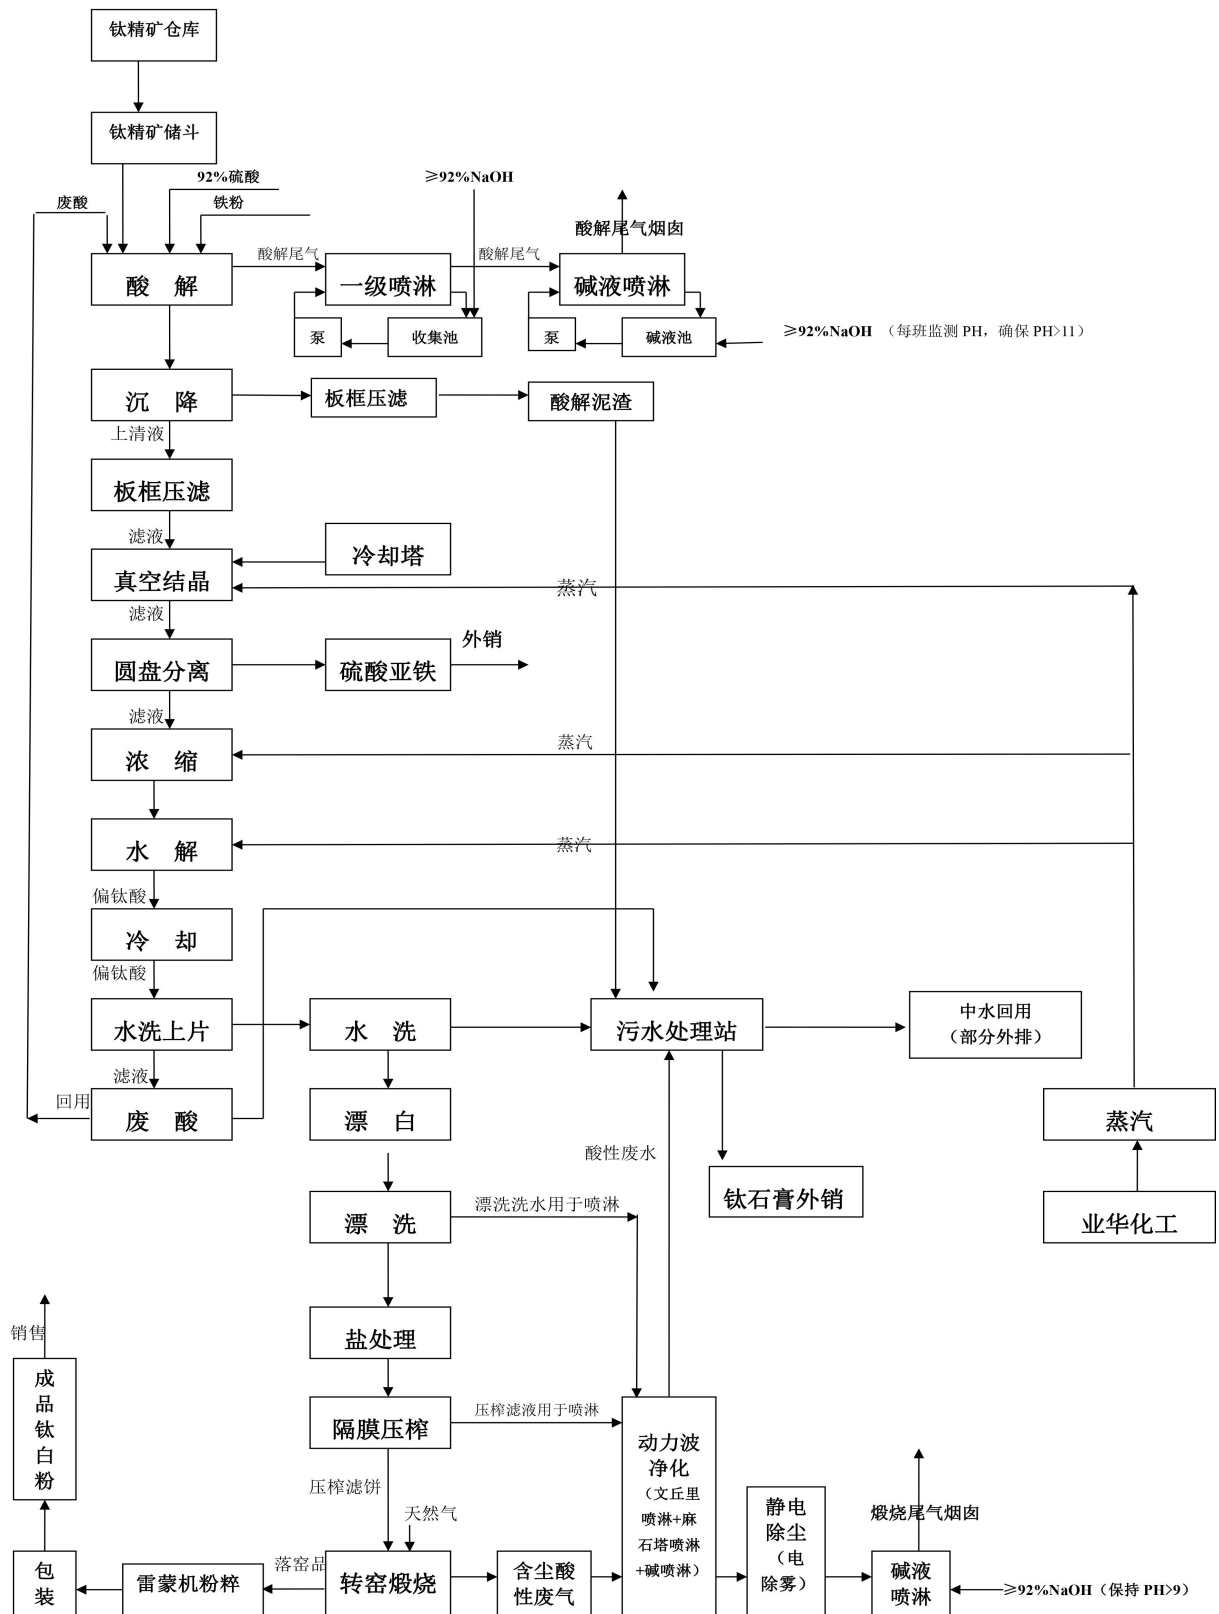 钛精矿仓库
钛精矿储斗
92%硫酸
≥92%NaOH
废酸
铁粉
酸解尾气烟囱
酸解尾气
酸解尾气
酸 解
一级喷淋
碱液喷淋
泵
收集池
泵
碱液池
≥92%NaOH （每班监测 PH，确保 PH>11）
沉 降
板框压滤
酸解泥渣
上清液
板框压滤
滤液
冷却塔
真空结晶
蒸汽
滤液
外销
圆盘分离
硫酸亚铁
滤液
浓 缩
蒸汽
水 解
蒸汽
偏钛酸
冷 却
偏钛酸
水洗上片
水 洗
污水处理站
中水回用
（部分外排）
滤液
回用
废 酸
漂 白
蒸汽
酸性废水
钛石膏外销
漂洗洗水用于喷淋
漂 洗
业华化工
销售
盐处理
成
品
钛
白
粉
压榨滤液用于喷淋
隔膜压榨
动力波
净化
（文丘里
喷淋+麻
石塔喷淋
+碱喷淋）
压榨滤饼
天然气
静电
除尘
（电
除雾）
煅烧尾气烟囱
包
装
雷蒙机粉粹
落窑品
转窑煅烧
含尘酸
性废气
碱液
喷淋
≥92%NaOH（保持 PH>9）